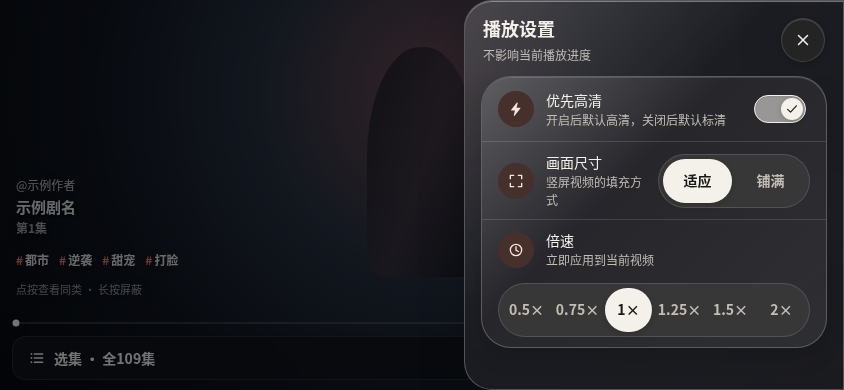 @示例作者
示例剧名
第1集
#都市 #逆袭 #甜宠 #打脸
点按查看同类 · 长按屏蔽
选集 · 全109集
播放设置
不影响当前播放进度
优先高清
开启后默认高清，关闭后默认标清
画面尺寸
竖屏视频的填充方
式
适应 铺满
倍速
立即应用到当前视频
0.5× 0.75× 1× 1.25× 1.5× 2×